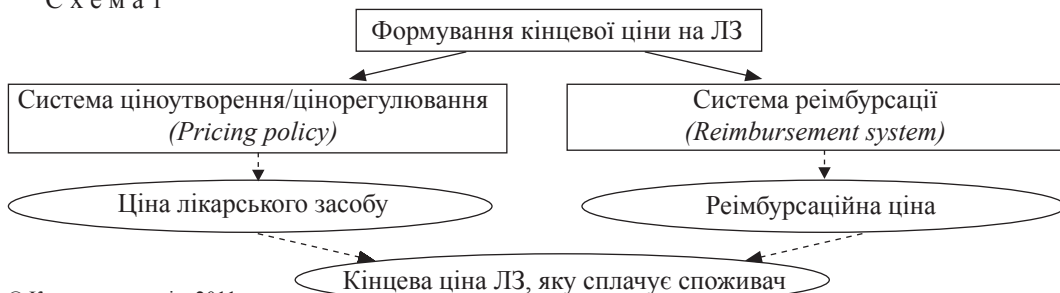 С х е м а 1
Формування кінцевої ціни на ЛЗ
Система ціноутворення/цінорегулювання
(Pricing policy)
Система реімбурсації
(Reimbursement system)
Ціна лікарського засобу
Реімбурсаційна ціна
Кінцева ціна ЛЗ, яку сплачує споживач